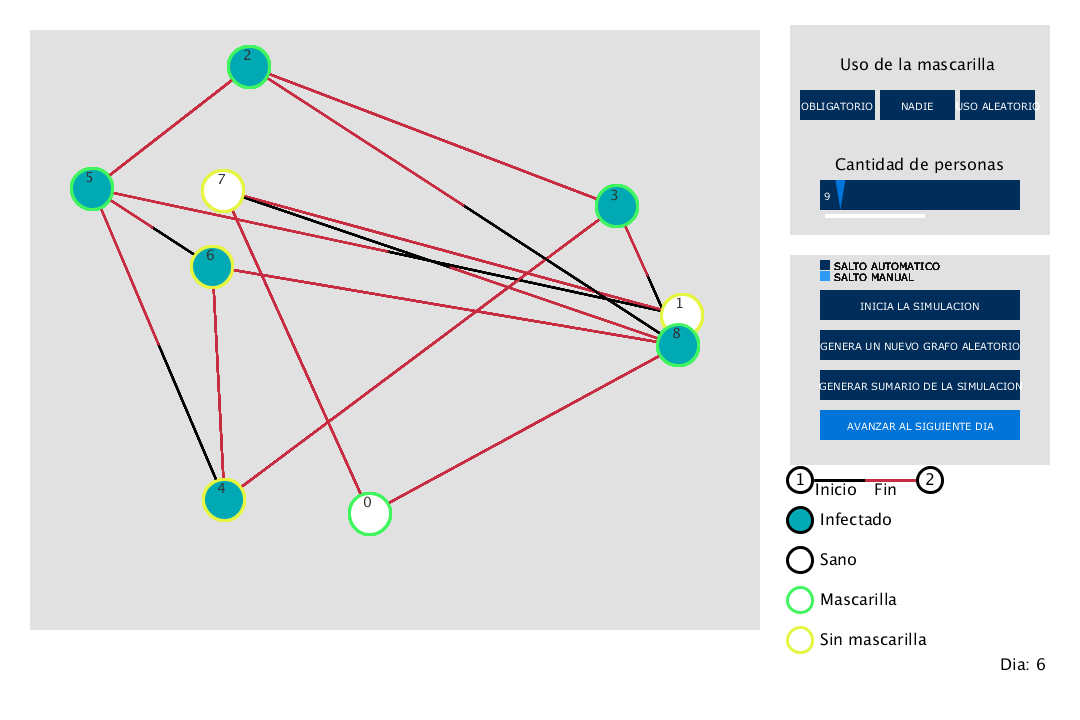 2
5
7
3
6
1
8
4
0
Uso de la mascarilla
OBLIGATORIO NADIE USO ALEATORIO
Cantidad de personas
9
SALTO AUTOMATICO
SALTO MANUAL
INICIA LA SIMULACION
GENERA UN NUEVO GRAFO ALEATORIO
GENERAR SUMARIO DE LA SIMULACION
AVANZAR AL SIGUIENTE DIA
1 Inicio Fin 2
Infectado
Sano
Mascarilla
Sin mascarilla
Dia: 6